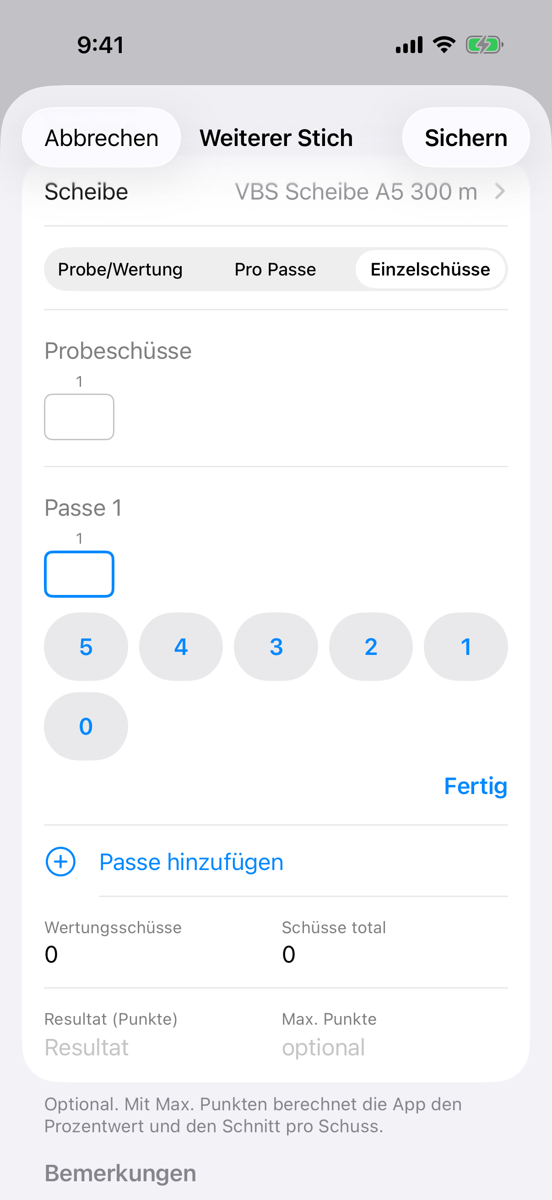 9:41
Abbrechen Weiterer Stich Sichern
Scheibe VBS Scheibe A5 300 m
Probe/Wertung Pro Passe Einzelschüsse
Probeschüsse
1
Passe 1
1
5 4 3 2 1
0
Fertig
Passe hinzufügen
Wertungsschüsse Schüsse total
0 0
Resultat (Punkte) Max. Punkte
Resultat optional
Optional. Mit Max. Punkten berechnet die App den
Prozentwert und den Schnitt pro Schuss.
Bemerkungen